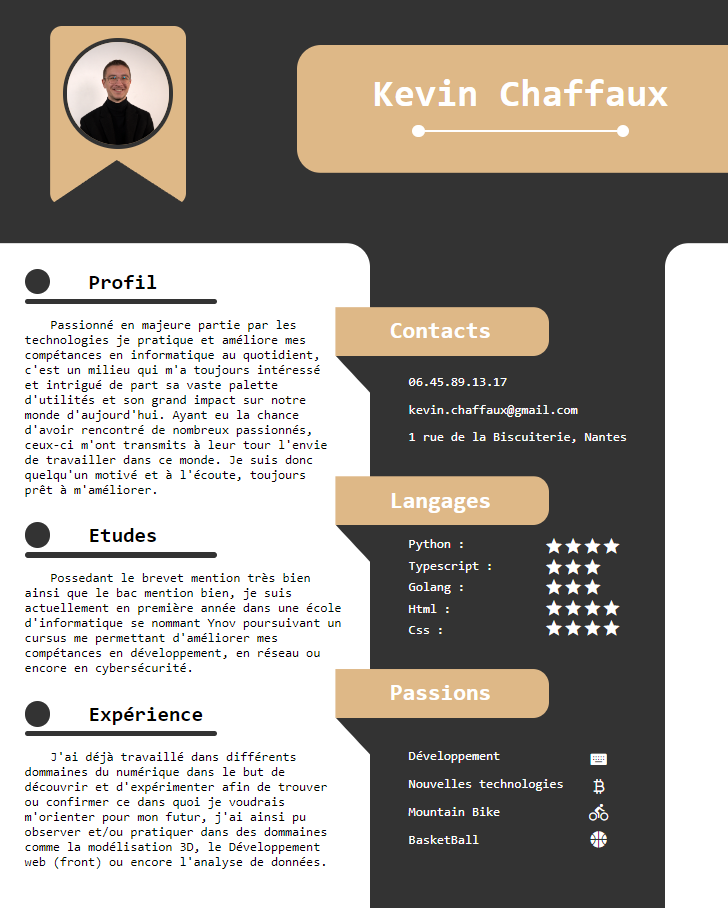 Kevin Chaffaux
Profil
Passionné en majeure partie par les
technologies je pratique et améliore mes
compétences en informatique au quotidient,
c'est un milieu qui m'a toujours intéressé
et intrigué de part sa vaste palette
d'utilités et son grand impact sur notre
monde d'aujourd'hui. Ayant eu la chance
d'avoir rencontré de nombreux passionnés,
ceux-ci m'ont transmits à leur tour l'envie
de travailler dans ce monde. Je suis donc
quelqu'un motivé et à l'écoute, toujours
prêt à m'améliorer.
Etudes
Possedant le brevet mention très bien
ainsi que le bac mention bien, je suis
actuellement en première année dans une école
d'informatique se nommant Ynov poursuivant un
cursus me permettant d'améliorer mes
compétences en développement, en réseau ou
encore en cybersécurité.
Expérience
J'ai déjà travaillé dans différents
dommaines du numérique dans le but de
découvrir et d'expérimenter afin de trouver
ou confirmer ce dans quoi je voudrais
m'orienter pour mon futur, j'ai ainsi pu
observer et/ou pratiquer dans des dommaines
comme la modélisation 3D, le Développement
web (front) ou encore l'analyse de données.
Contacts
06.45.89.13.17
kevin.chaffaux@gmail.com
1 rue de la Biscuiterie, Nantes
Langages
Python :
Typescript :
Golang :
Html :
Css :
Passions
Développement
Nouvelles technologies
Mountain Bike
BasketBall